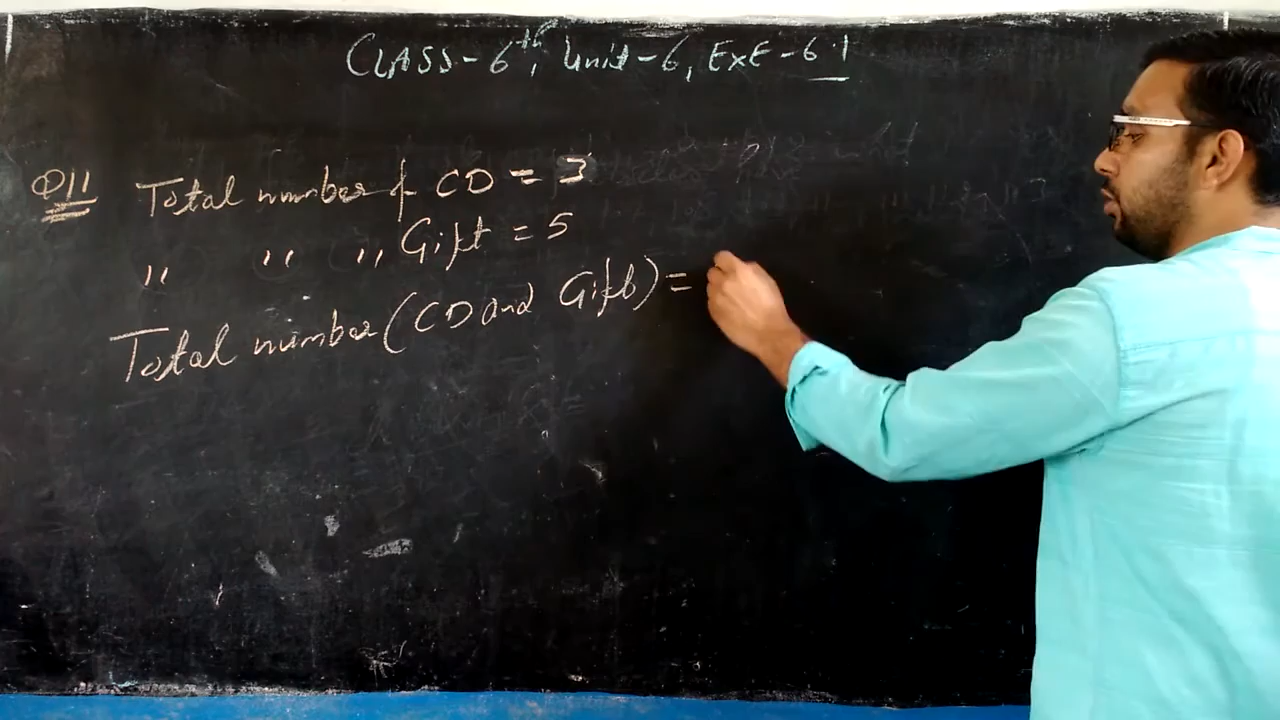 CLASS-6th, Unit-6, EXE-6.1
Q11 Total number of CD = 3
" " " Gift = 5
Total number (CD and Gifts) =